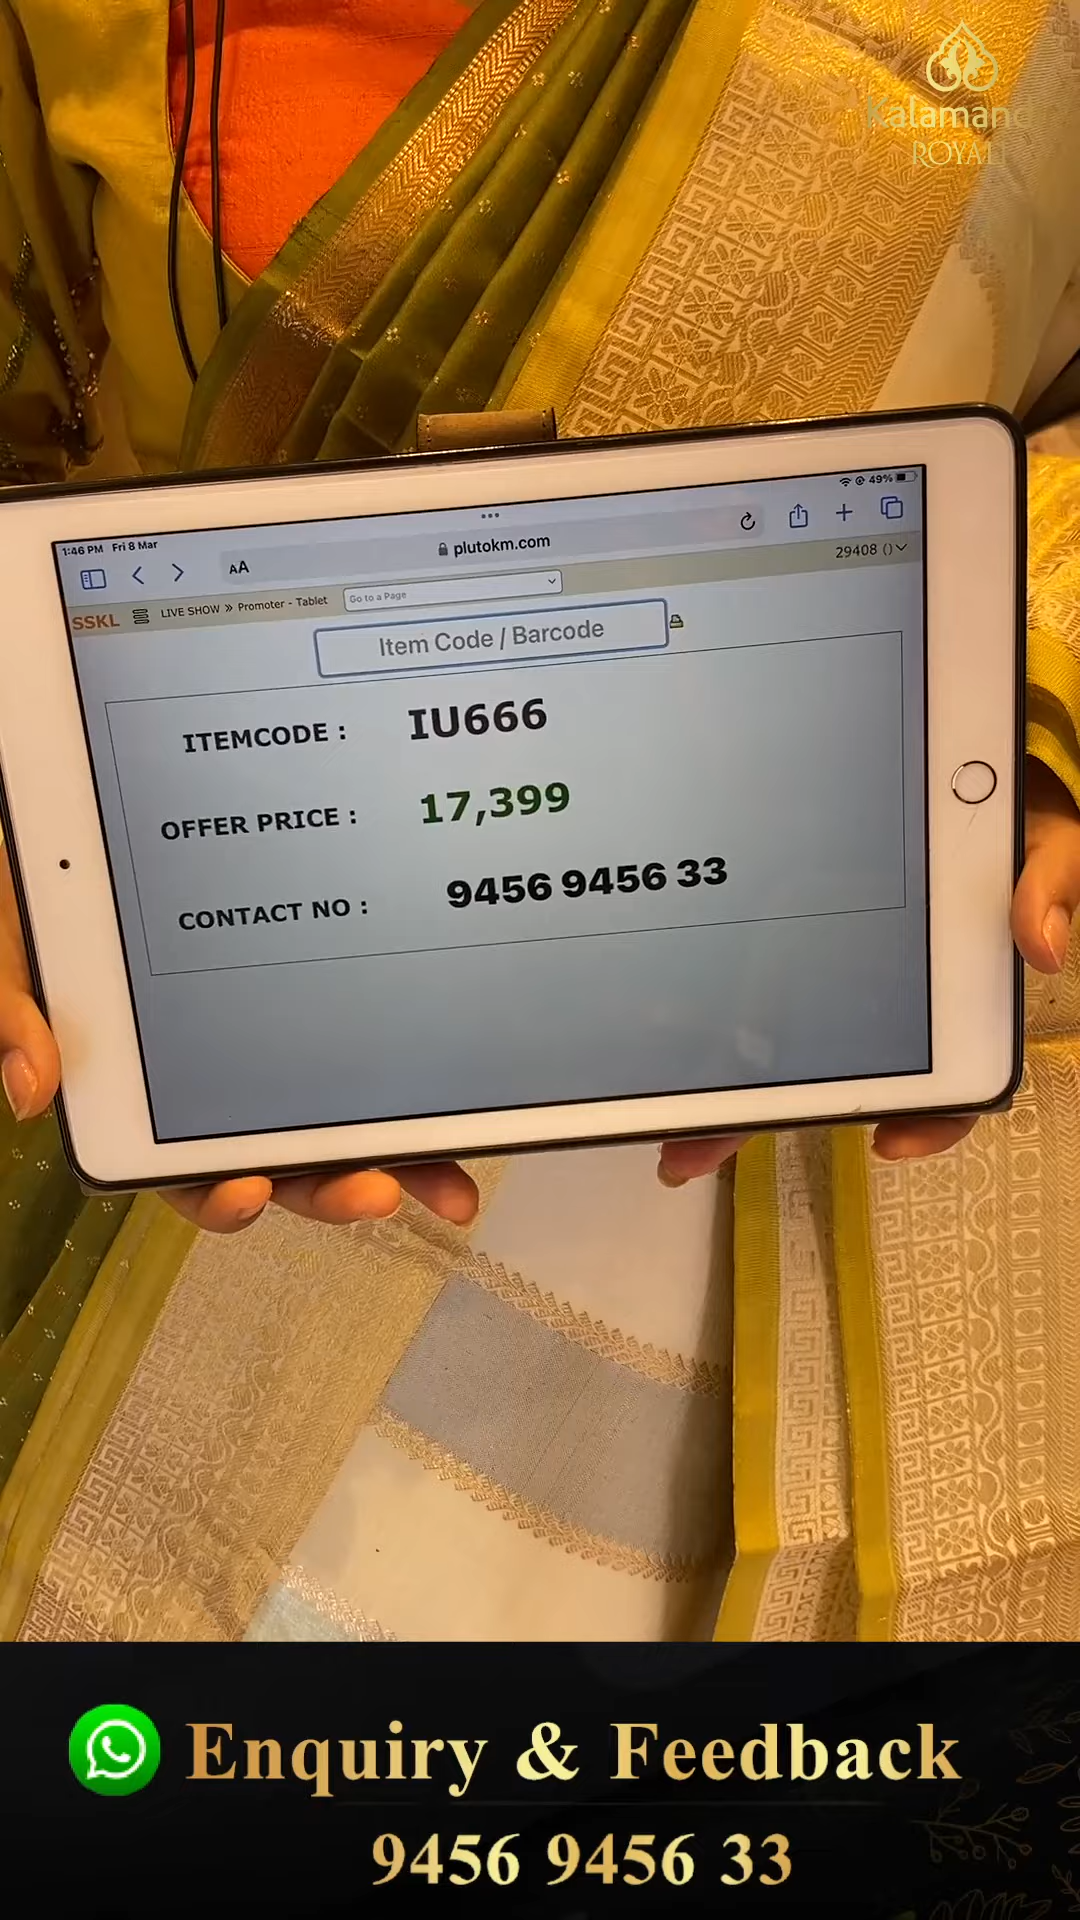 Kalamand
ROYAL
1:46 PM Fri 8 Mar
49%
AA
plutokm.com
29408 ()
SSKL
LIVE SHOW » Promoter - Tablet
Go to a Page
Item Code / Barcode
ITEMCODE : IU666
OFFER PRICE : 17,399
CONTACT NO : 9456 9456 33
Enquiry & Feedback
9456 9456 33